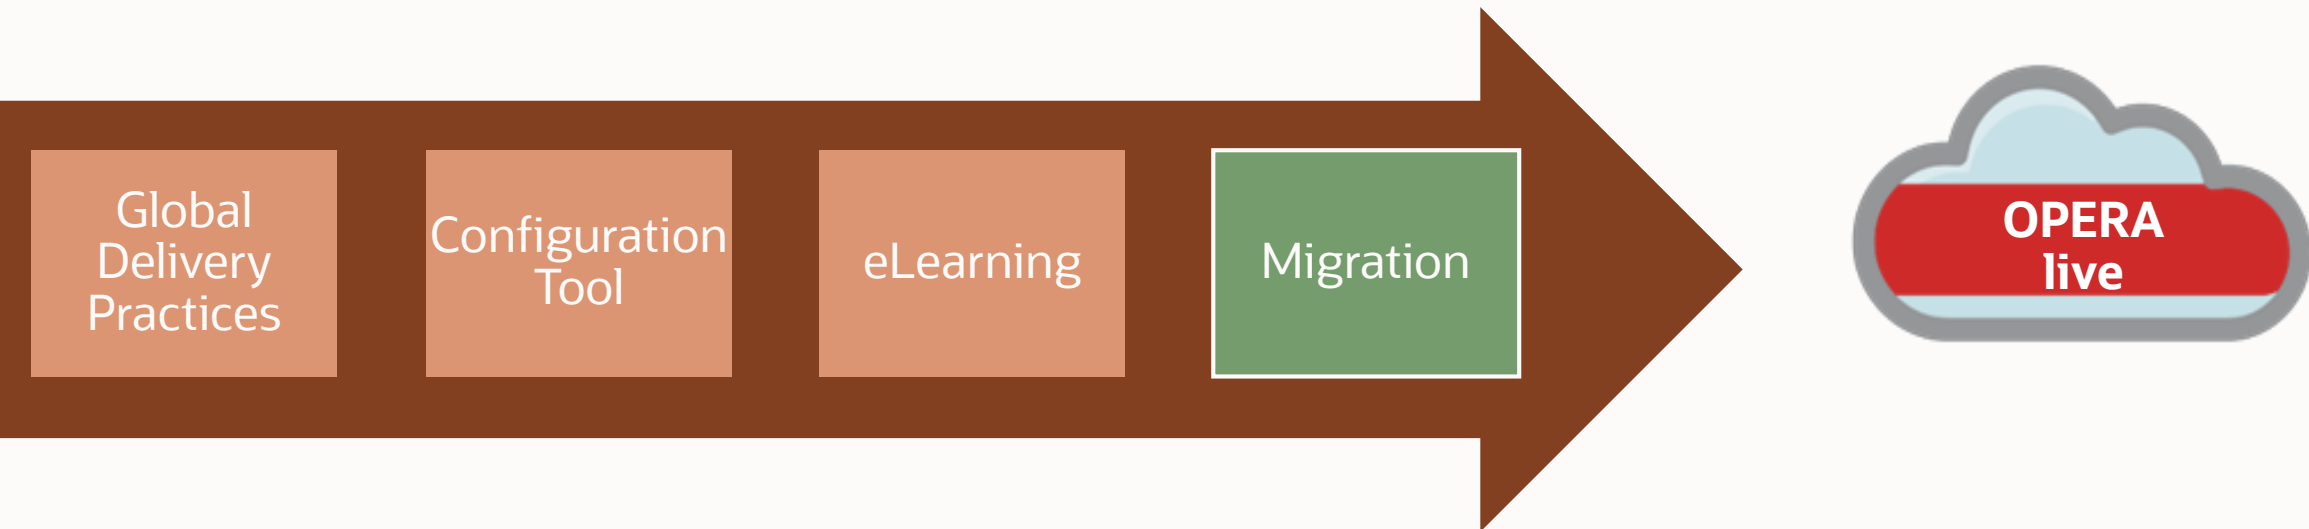 Global
Delivery
Practices
Configuration
Tool
eLearning
Migration
OPERA
live